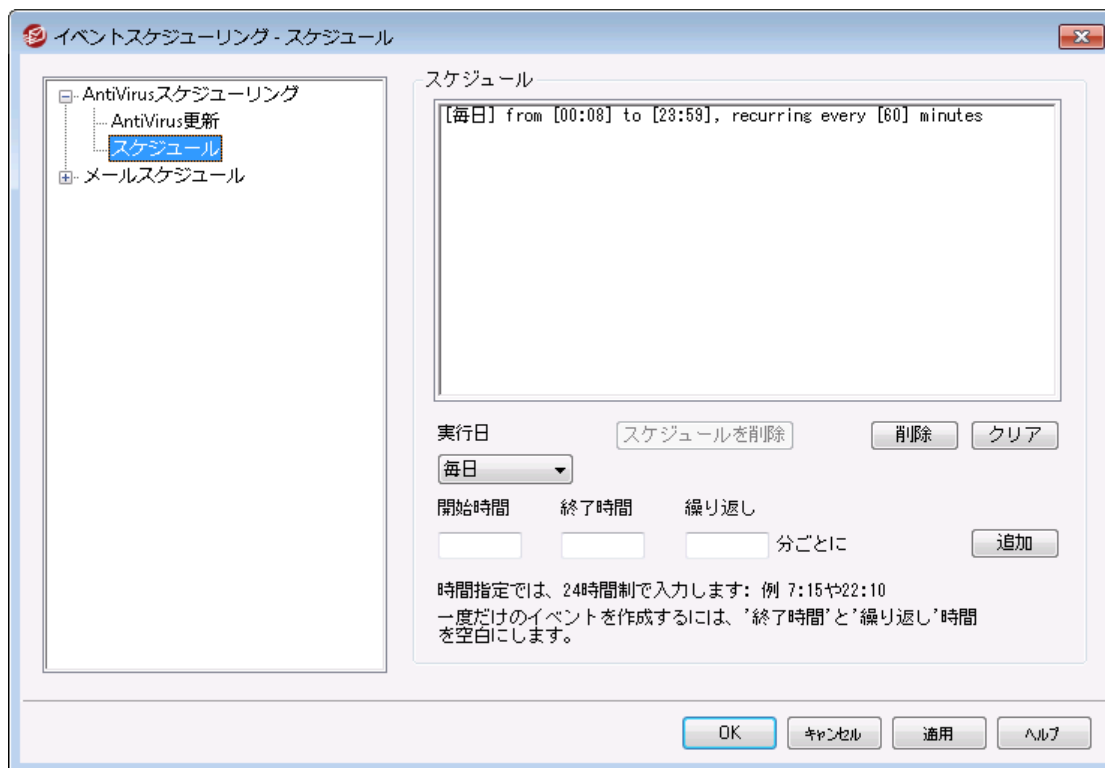 イベントスケジューリング - スケジュール
AntiVirusスケジューリング
AntiVirus更新
スケジュール
メールスケジュール
スケジュール
[毎日] from [00:08] to [23:59], recurring every [60] minutes
実行日
スケジュールを削除
削除
クリア
毎日
開始時間 終了時間 繰り返し
分ごとに
追加
時間指定では、24時間制で入力します: 例 7:15や22:10
一度だけのイベントを作成するには、'終了時間'と'繰り返し'時間
を空白にします。
OK
キャンセル
適用
ヘルプ